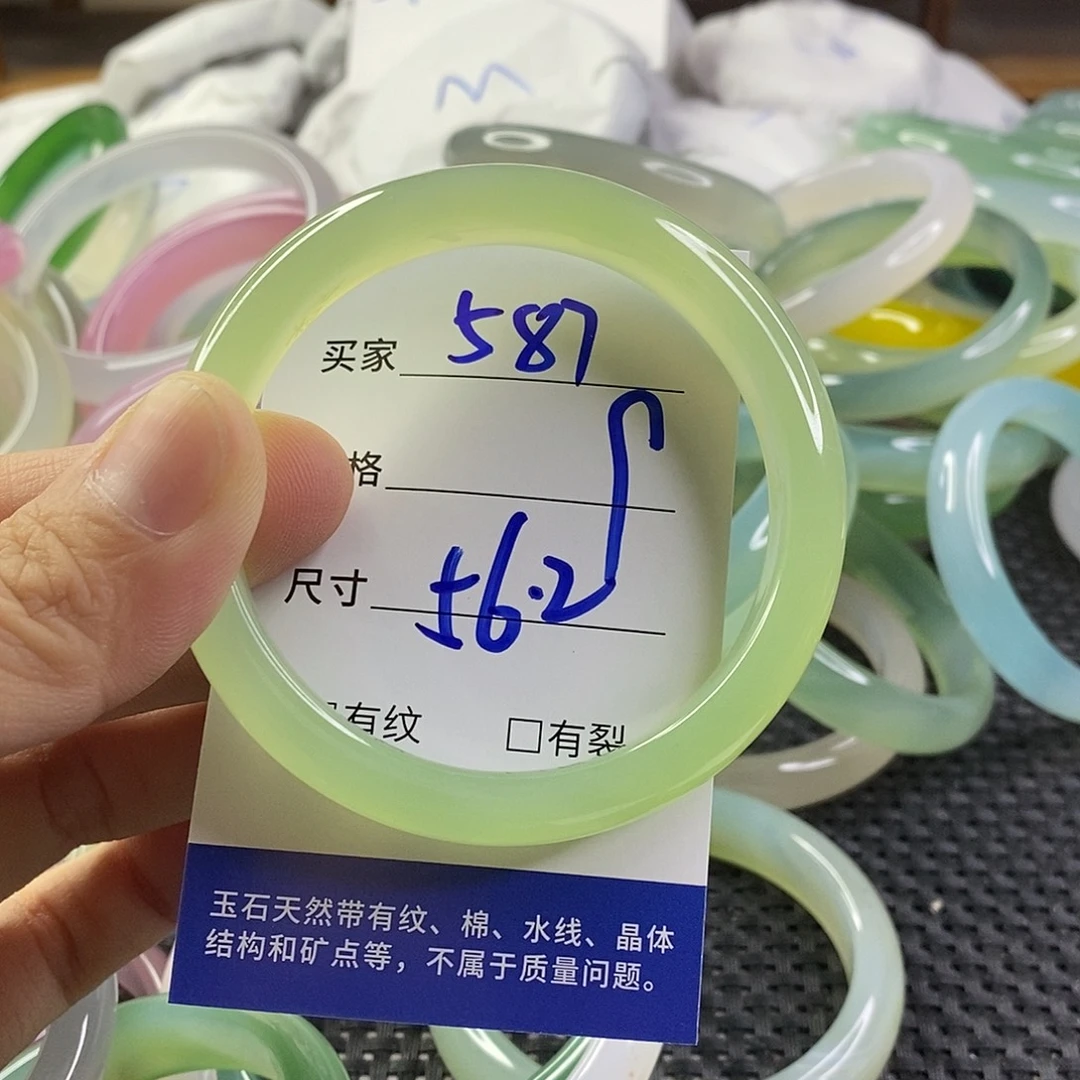 M
买家 587
格
尺寸 56.2
有纹 □有裂
玉石天然带有纹、棉、水线、晶体
结构和矿点等，不属于质量问题。